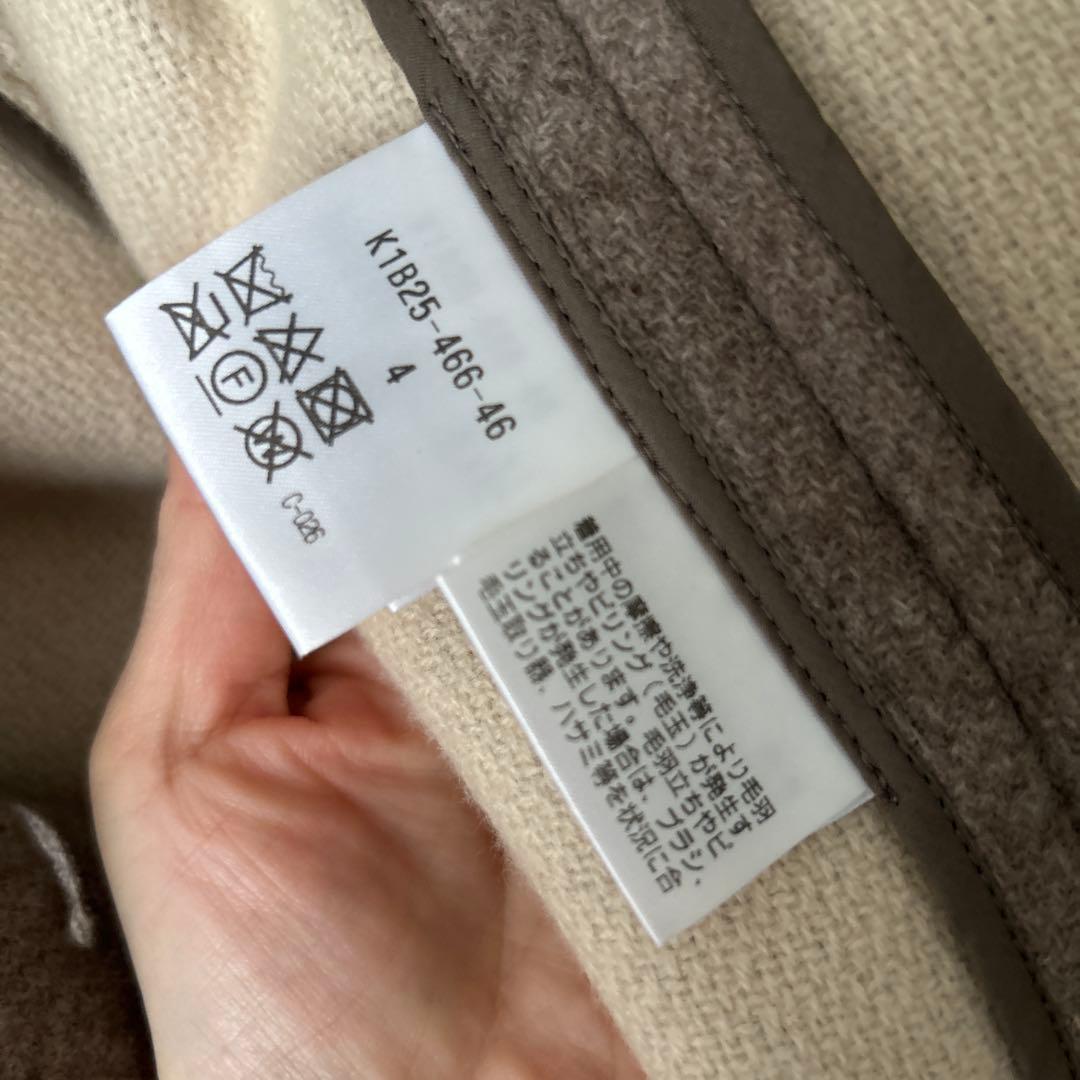 K1B25-466-46
4
F
W
C-026
着用中の摩擦や洗浄等により毛羽
立ちやピリング(毛玉)が発生す
ることがあります。毛羽立ちやピ
リングが発生した場合は、ブラシ、
毛玉取り器、ハサミ等を状況に合